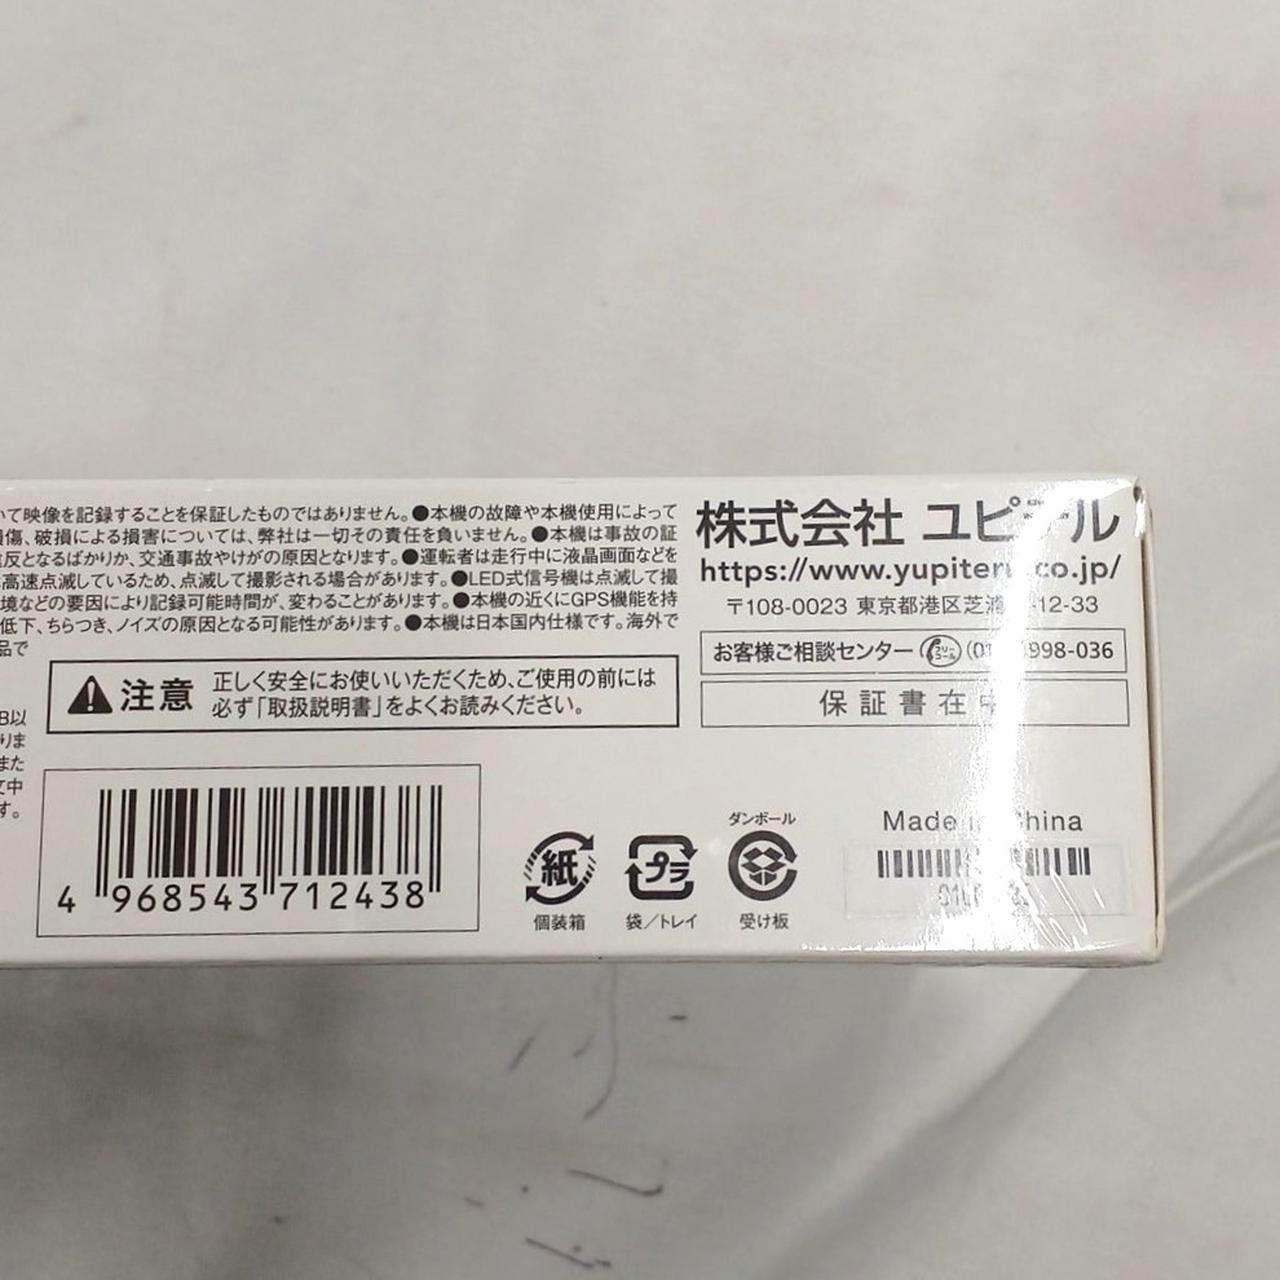 いて映像を記録することを保証したものではありません。●本機の故障や本機使用によって
損傷、破損による損害については、弊社は一切その責任を負いません。●本機は事故の証
違反となるばかりか、交通事故やけがの原因となります。●運転者は走行中に液晶画面などを
高速点滅しているため、点滅して撮影される場合があります。●LED式信号機は点滅して撮
境などの要因により記録可能時間が、変わることがあります。●本機の近くにGPS機能を持
低下、ちらつき、ノイズの原因となる可能性があります。●本機は日本国内仕様です。海外で
品で
注意
正しく安全にお使いいただくため、ご使用の前には
必ず「取扱説明書」をよくお読みください。
B以
りま
また
文中
す。
4 968543 712438
株式会社 ユピテル
https://www.yupiteru.co.jp/
〒108-0023 東京都港区芝浦 -12-33
お客様ご相談センター フリーコール 998-036
保証書在中
紙
個装箱
プラ
袋/トレイ
ダンボール
受け板
Made in China